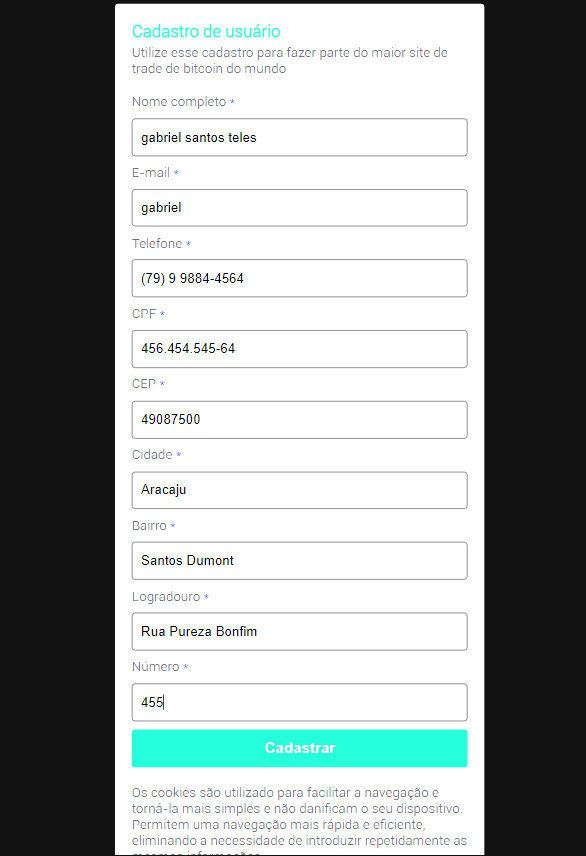 Cadastro de usuário
Utilize esse cadastro para fazer parte do maior site de
trade de bitcoin do mundo
Nome completo *
gabriel santos teles
E-mail *
gabriel
Telefone *
(79) 9 9884-4564
CPF *
456.454.545-64
CEP *
49087500
Cidade *
Aracaju
Bairro *
Santos Dumont
Logradouro *
Rua Pureza Bonfim
Número *
455
Cadastrar
Os cookies são utilizado para facilitar a navegação e
torná-la mais simples e não danificam o seu dispositivo.
Permitem uma navegação mais rápida e eficiente,
eliminando a necessidade de introduzir repetidamente as
mesmas informações